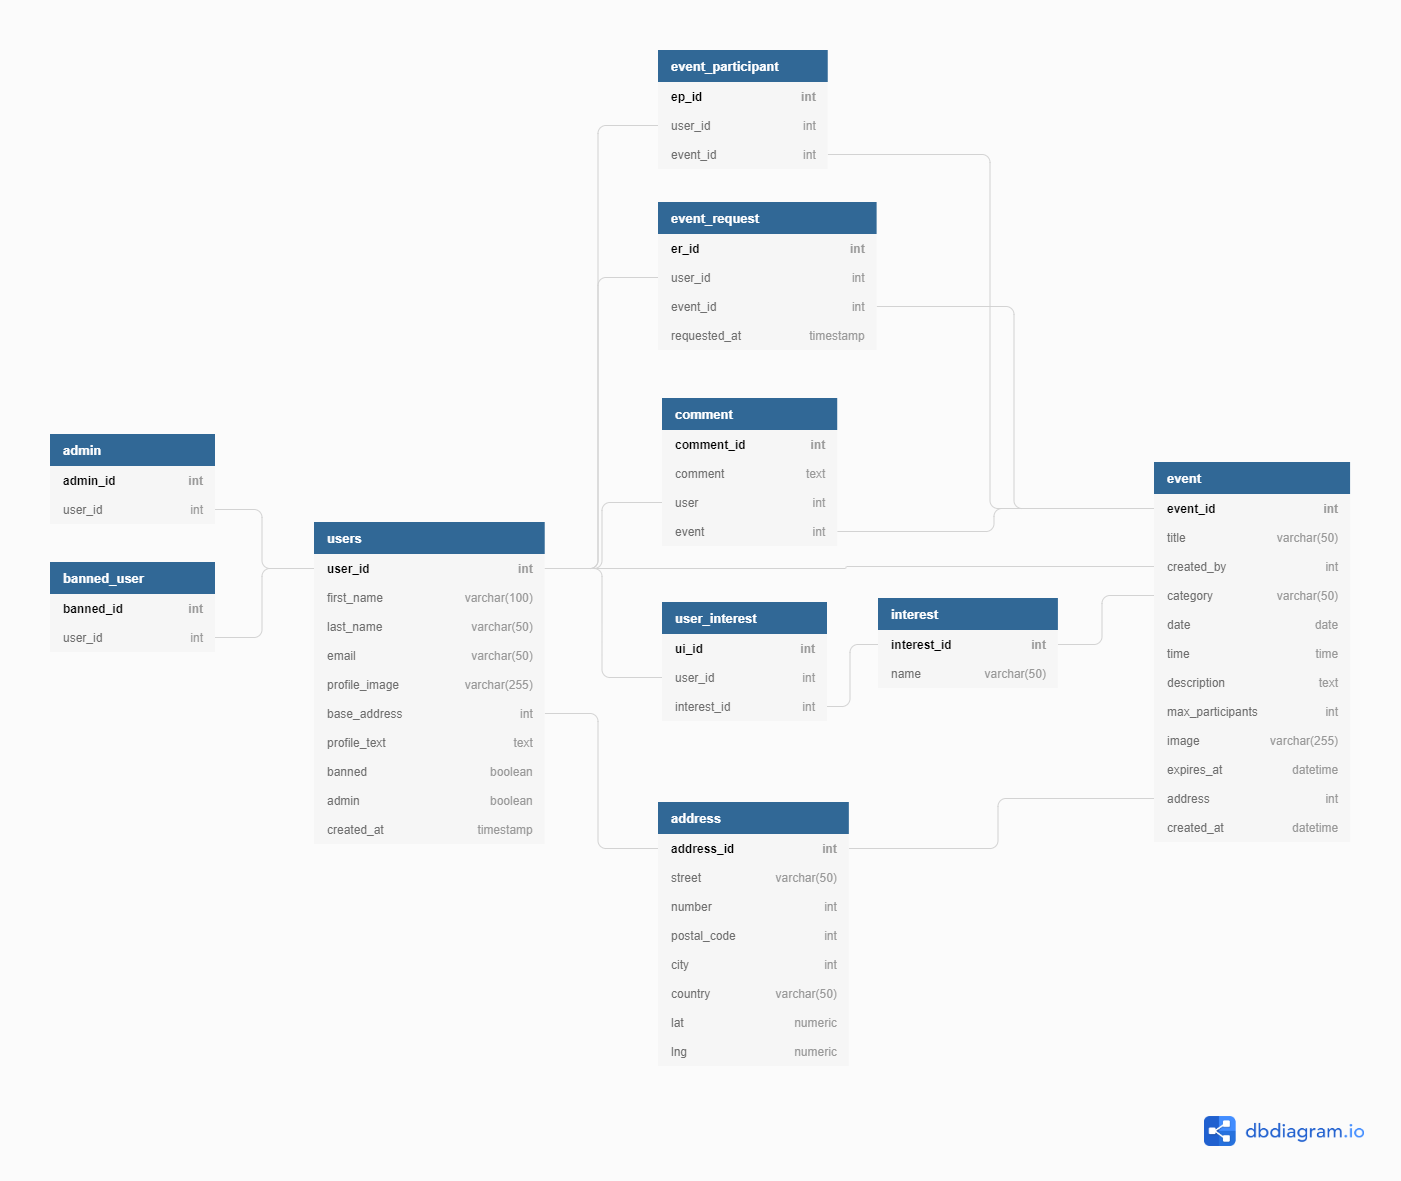 event_participant
ep_id int
user_id int
event_id int
event_request
er_id int
user_id int
event_id int
requested_at timestamp
comment
comment_id int
comment text
user int
event int
admin
admin_id int
user_id int
banned_user
banned_id int
user_id int
users
user_id int
first_name varchar(100)
last_name varchar(50)
email varchar(50)
profile_image varchar(255)
base_address int
profile_text text
banned boolean
admin boolean
created_at timestamp
user_interest
ui_id int
user_id int
interest_id int
interest
interest_id int
name varchar(50)
event
event_id int
title varchar(50)
created_by int
category varchar(50)
date date
time time
description text
max_participants int
image varchar(255)
expires_at datetime
address int
created_at datetime
address
address_id int
street varchar(50)
number int
postal_code int
city int
country varchar(50)
lat numeric
lng numeric
dbdiagram.io